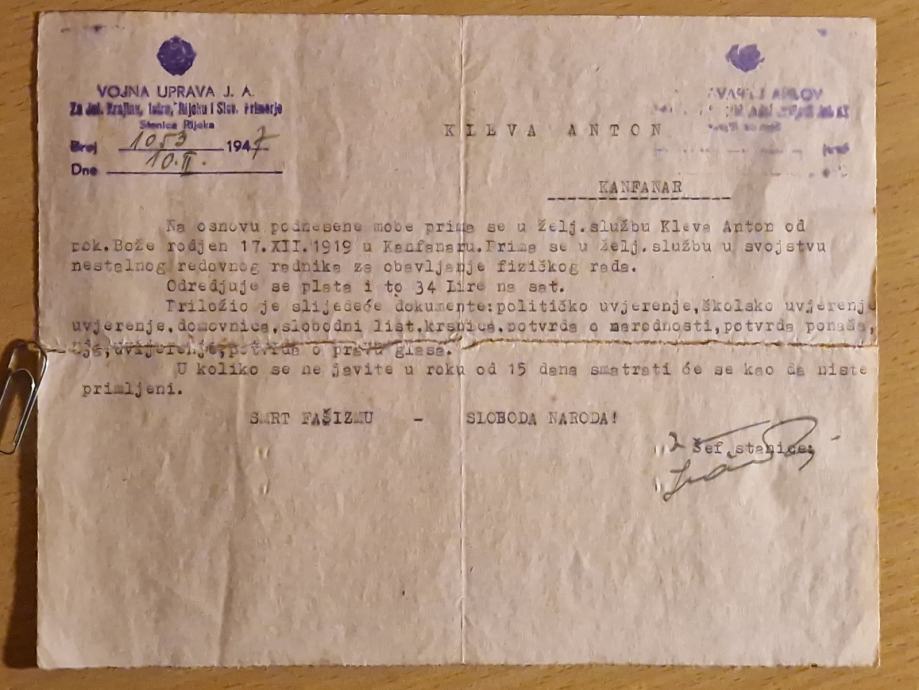 VOJNA UPRAVA J. A.
Za Jul. Krajinu, Istru, Rijeku i Slov. Primorje
Stanica Rijeka
Broj 1053 1947
Dne 10.II.
KLEVA ANTON
KANFANAR
Na osnovu podnesene mobe prima se u želj.službu Kleva Anton od
pok.Bože rodjen 17.XII.1919 u Kanfanaru.Prima se u želj.službu u svojstvu
nestalnog redovnog radnika za obavljanje fizičkog rada.
Odredjuje se plata i to 34 Lire na sat.
Priložio je slijedeće dokumente:političko uvjerenje,školsko uvjerenje
uvjerenje,domovnica,slobodni list,krsnica,potvrda o narodnosti,potvrda ponaša,
nja,uvijerenje,potvrda o pravu glasa.
U koliko se ne javite u roku od 15 dana smatrati će se kao da niste
primljeni.
SMRT FAŠIZMU - SLOBODA NARODA!
Šef stanice: